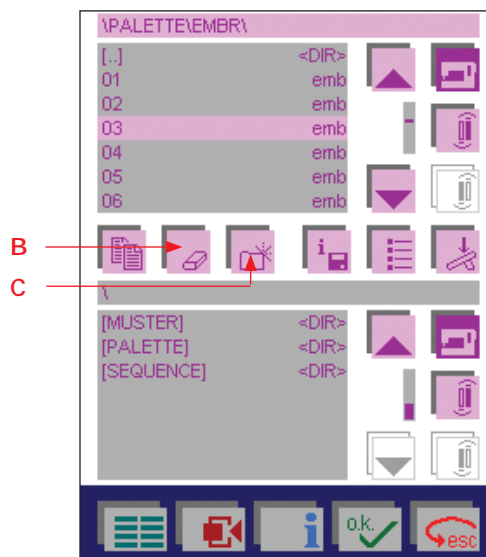 \PALETTE\EMBR\
[..] <DIR>
01 emb
02 emb
03 emb
04 emb
05 emb
06 emb
B
C
i
\
[MUSTER] <DIR>
[PALETTE] <DIR>
[SEQUENCE] <DIR>
i o.k. esc